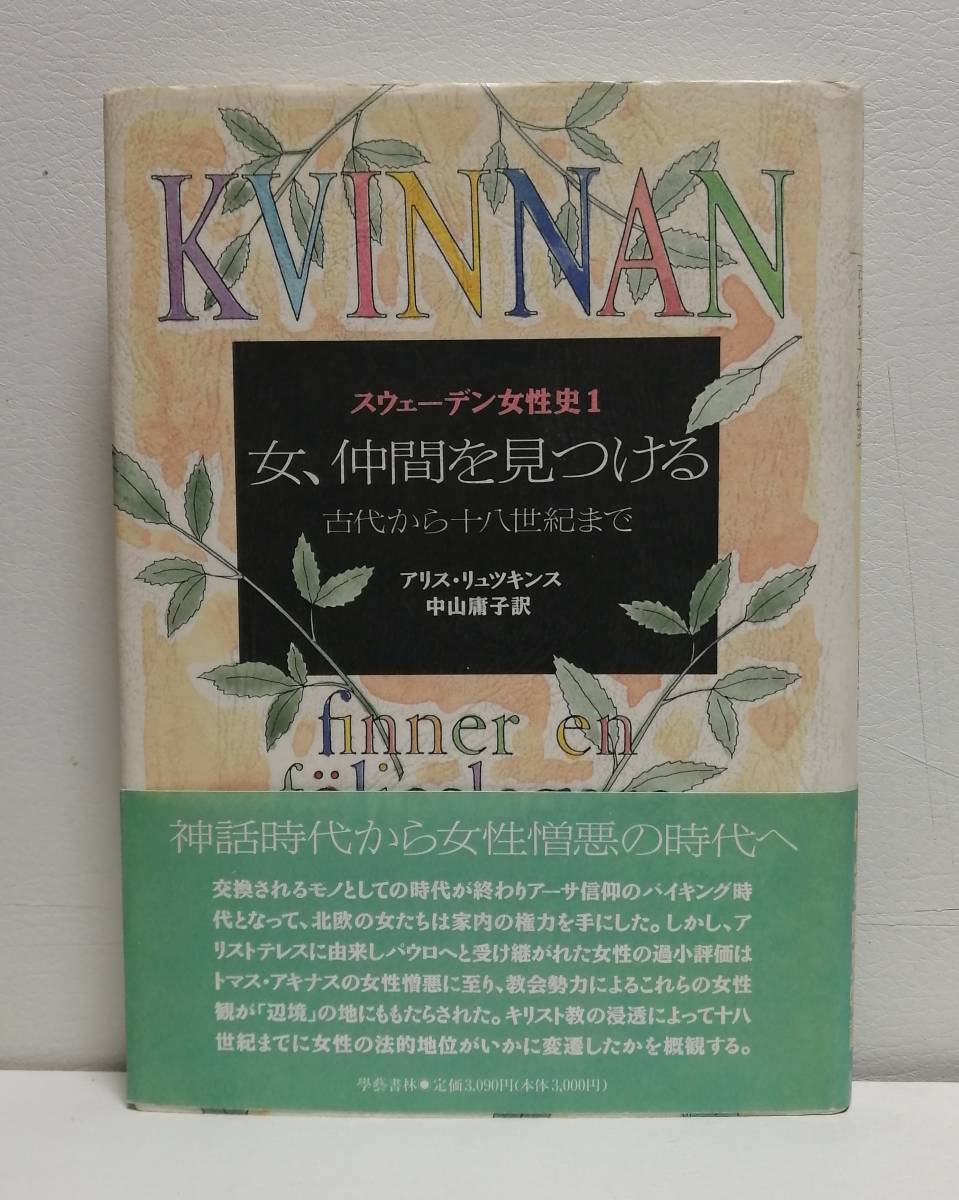 KVINNAN
スウェーデン女性史1
女、仲間を見つける
古代から十八世紀まで
アリス・リュツキンス
中山庸子訳
finner en
神話時代から女性憎悪の時代へ
交換されるモノとしての時代が終わりアーサ信仰のバイキング時
代となって、北欧の女たちは家内の権力を手にした。しかし、ア
リストテレスに由来しパウロへと受け継がれた女性の過小評価は
トマス・アキナスの女性憎悪に至り、教会勢力によるこれらの女性
観が「辺境」の地にももたらされた。キリスト教の浸透によって十八
世紀までに女性の法的地位がいかに変遷したかを概観する。
學藝書林●定価3,090円(本体3,000円)